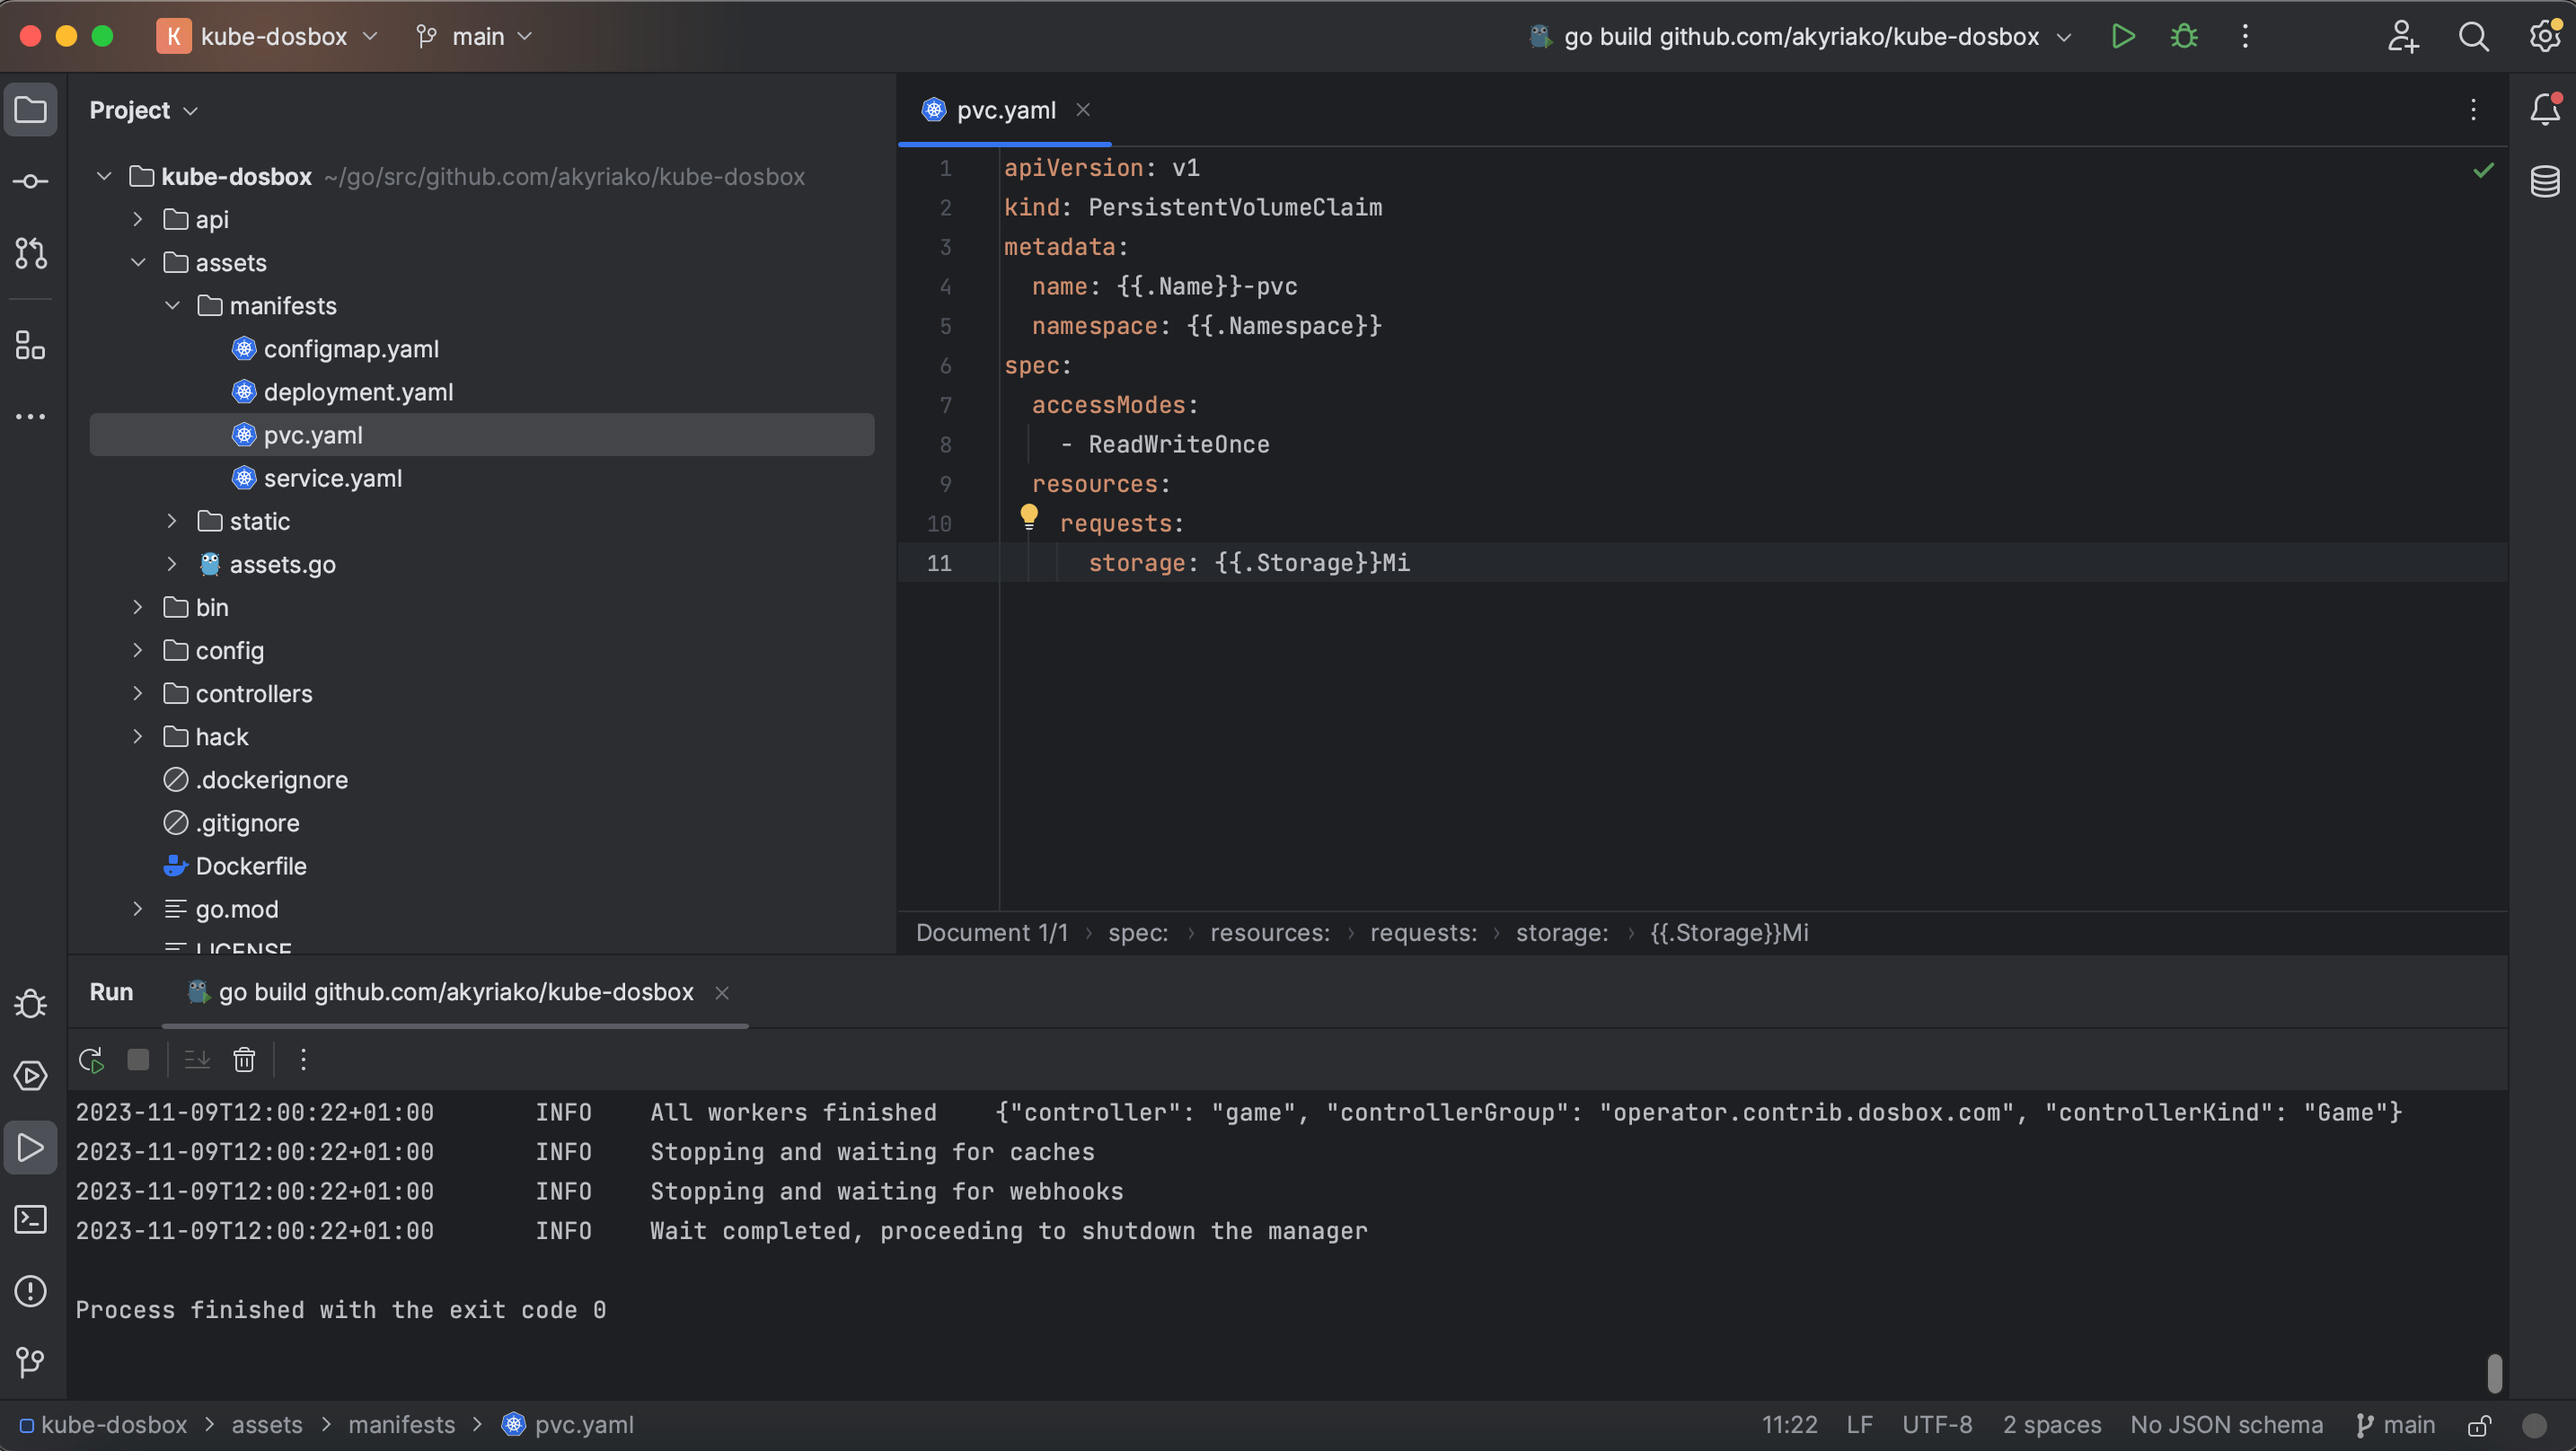 K kube-dosbox main go build github.com/akyriako/kube-dosbox
Project
kube-dosbox ~/go/src/github.com/akyriako/kube-dosbox
api
assets
manifests
configmap.yaml
deployment.yaml
pvc.yaml
service.yaml
static
assets.go
bin
config
controllers
hack
.dockerignore
.gitignore
Dockerfile
go.mod
LICENSE
pvc.yaml
1 apiVersion: v1
2 kind: PersistentVolumeClaim
3 metadata:
4   name: {{.Name}}-pvc
5   namespace: {{.Namespace}}
6 spec:
7   accessModes:
8     - ReadWriteOnce
9   resources:
10     requests:
11       storage: {{.Storage}}Mi
Document 1/1 › spec: › resources: › requests: › storage: › {{.Storage}}Mi
Run go build github.com/akyriako/kube-dosbox
2023-11-09T12:00:22+01:00 INFO All workers finished {"controller": "game", "controllerGroup": "operator.contrib.dosbox.com", "controllerKind": "Game"}
2023-11-09T12:00:22+01:00 INFO Stopping and waiting for caches
2023-11-09T12:00:22+01:00 INFO Stopping and waiting for webhooks
2023-11-09T12:00:22+01:00 INFO Wait completed, proceeding to shutdown the manager
Process finished with the exit code 0
kube-dosbox > assets > manifests > pvc.yaml 11:22 LF UTF-8 2 spaces No JSON schema main